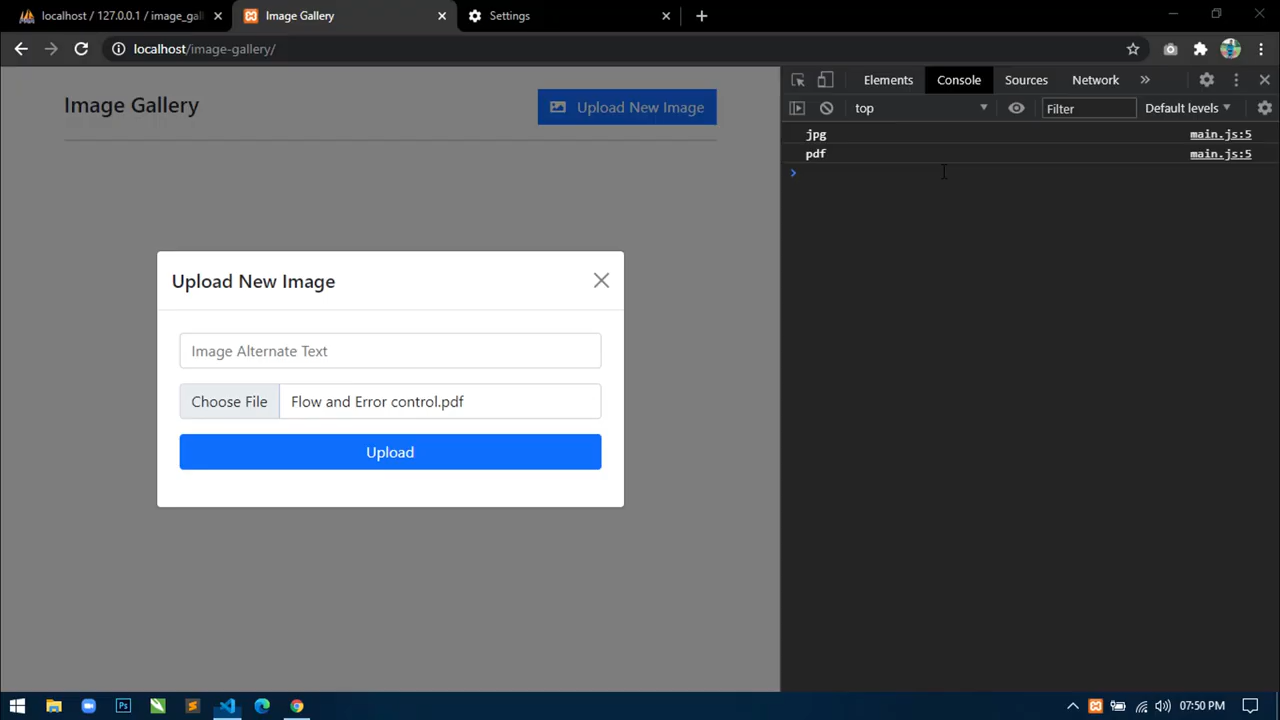 localhost / 127.0.0.1 / image_gal
Image Gallery
Settings
localhost/image-gallery/
Image Gallery
Upload New Image
Elements
Console
Sources
Network
top
Filter
Default levels
jpg
main.js:5
pdf
main.js:5
Upload New Image
Image Alternate Text
Choose File
Flow and Error control.pdf
Upload
Ps
07:50 PM